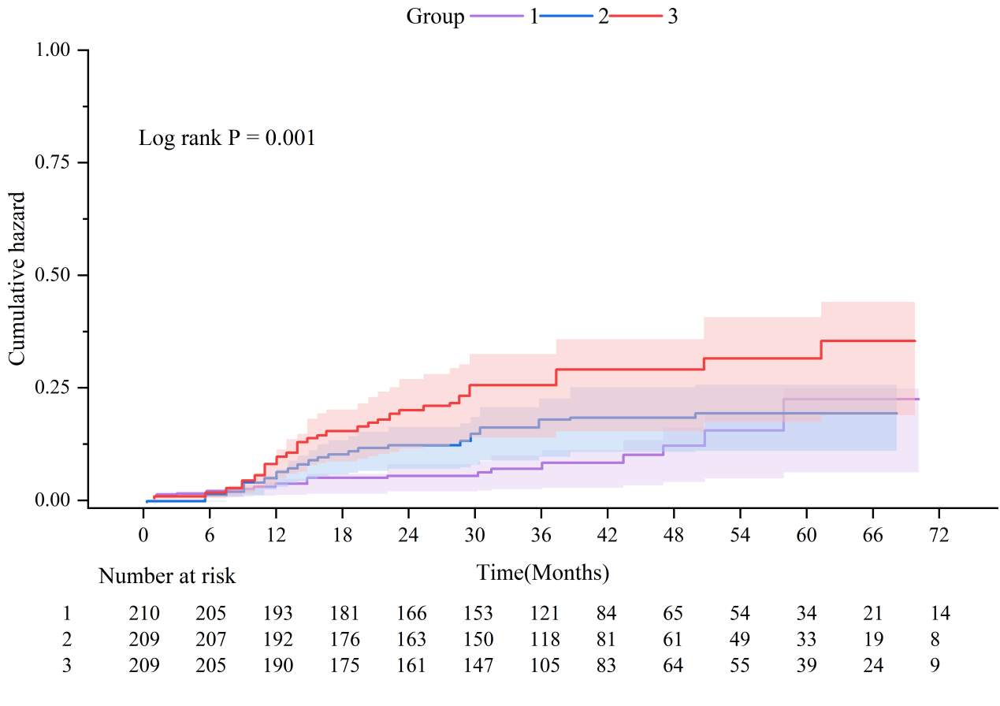 Group 1 2 3
1.00
Log rank P = 0.001
0.75
0.50
Cumulative hazard
0.25
0.00
0 6 12 18 24 30 36 42 48 54 60 66 72
Time(Months)
Number at risk
1 210 205 193 181 166 153 121 84 65 54 34 21 14
2 209 207 192 176 163 150 118 81 61 49 33 19 8
3 209 205 190 175 161 147 105 83 64 55 39 24 9